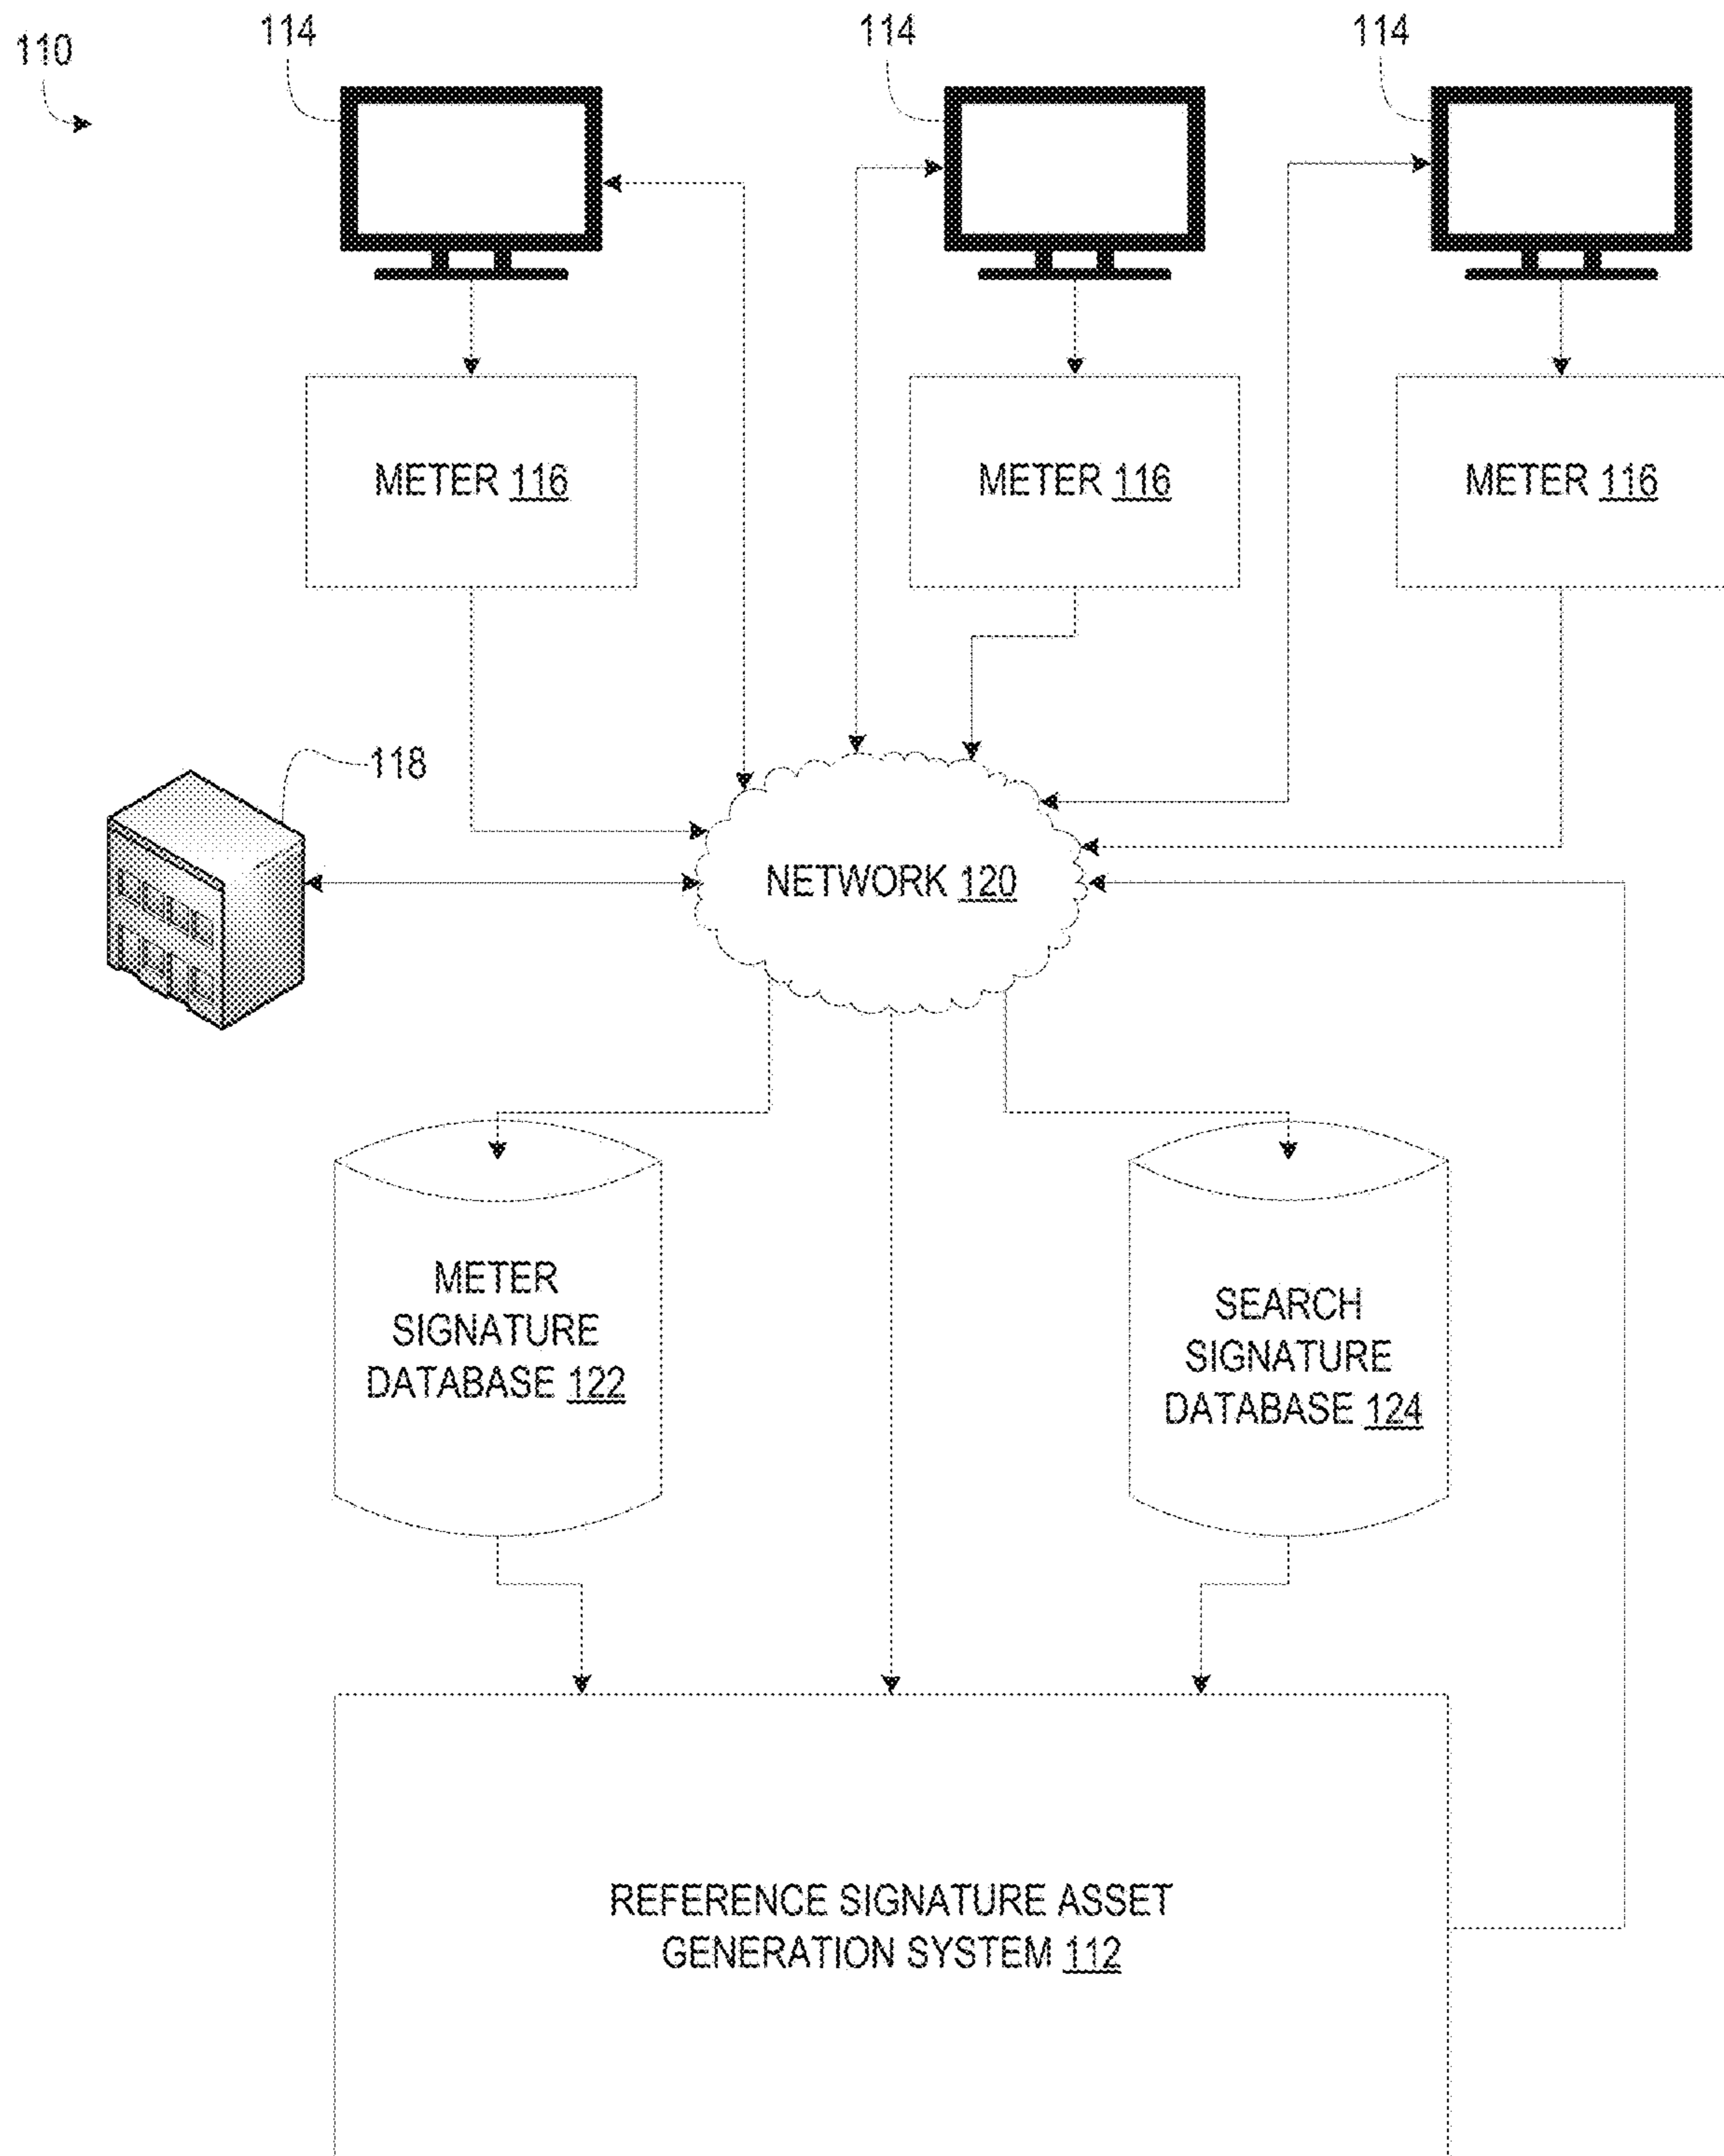 110
114
114
114
METER 116
METER 116
METER 116
118
NETWORK 120
METER
SIGNATURE
DATABASE 122
SEARCH
SIGNATURE
DATABASE 124
REFERENCE SIGNATURE ASSET
GENERATION SYSTEM 112